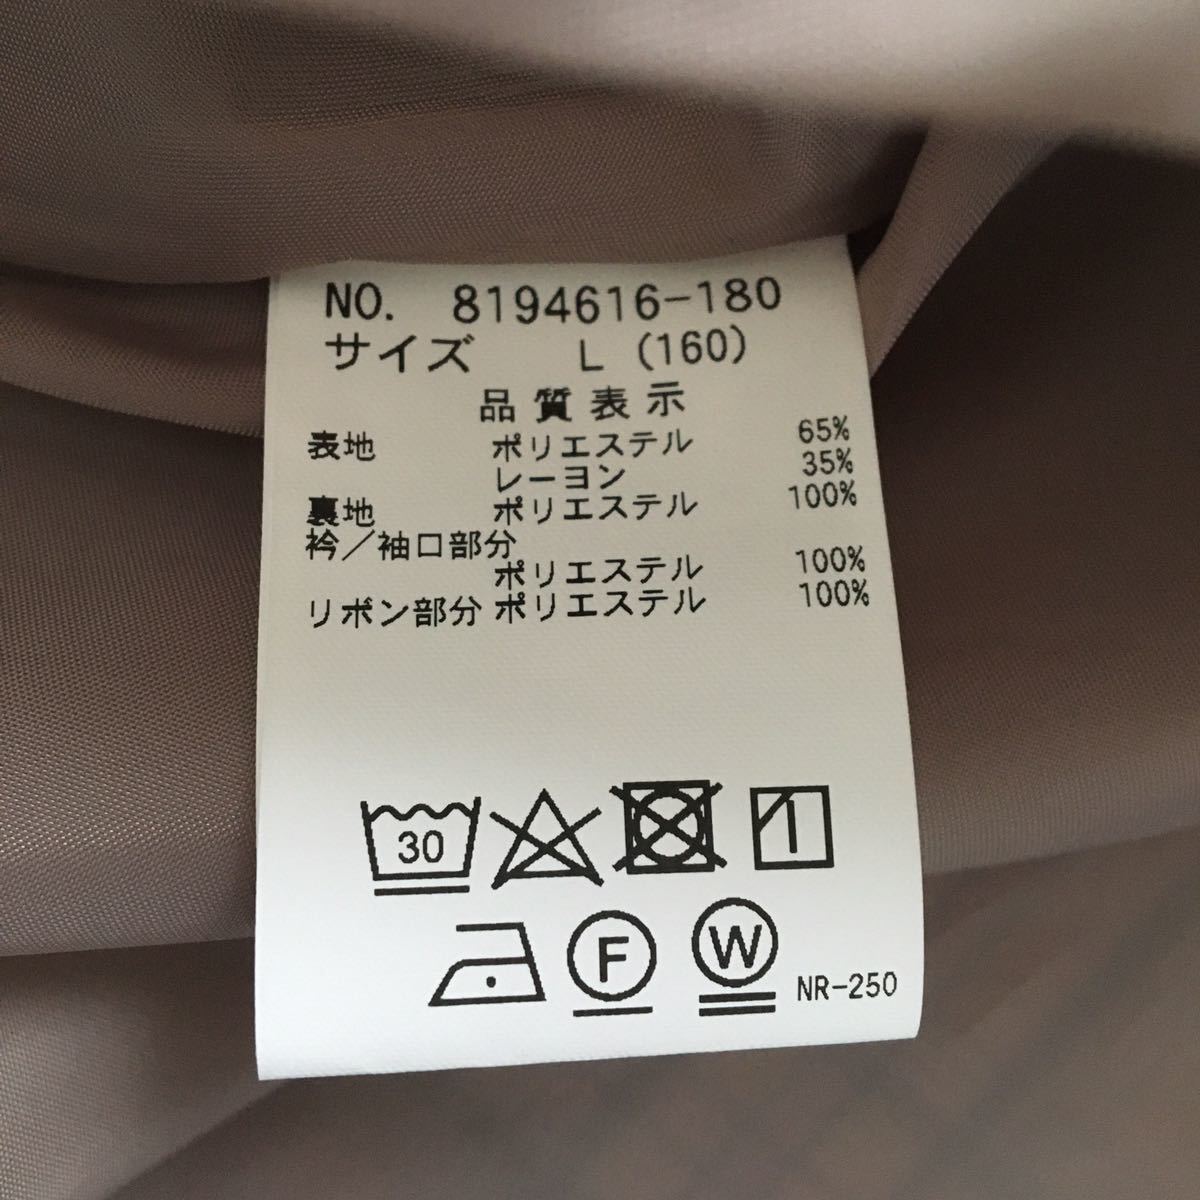 NO. 8194616-180
サイズ L (160)
品質表示
表地 ポリエステル 65%
レーヨン 35%
裏地 ポリエステル 100%
衿／袖口部分
ポリエステル 100%
リボン部分 ポリエステル 100%
30
1
F W NR-250